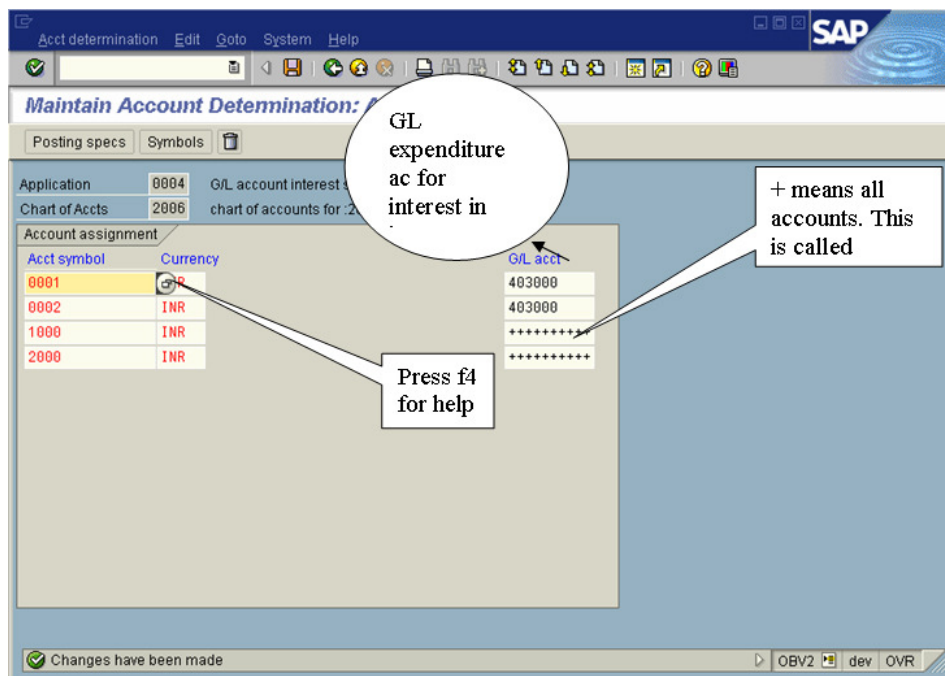 Acct determination Edit Goto System Help
SAP
Maintain Account Determination:
Posting specs Symbols
Application 0004 G/L account interest
Chart of Accts 2006 chart of accounts for :
GL
expenditure
ac for
interest in
+ means all
accounts. This
is called
Account assignment
Acct symbol Currency G/L acct
0001 403000
0002 INR 403000
1000 INR ++++++++++
2000 INR ++++++++++
Press f4
for help
Changes have been made
OBV2 dev OVR